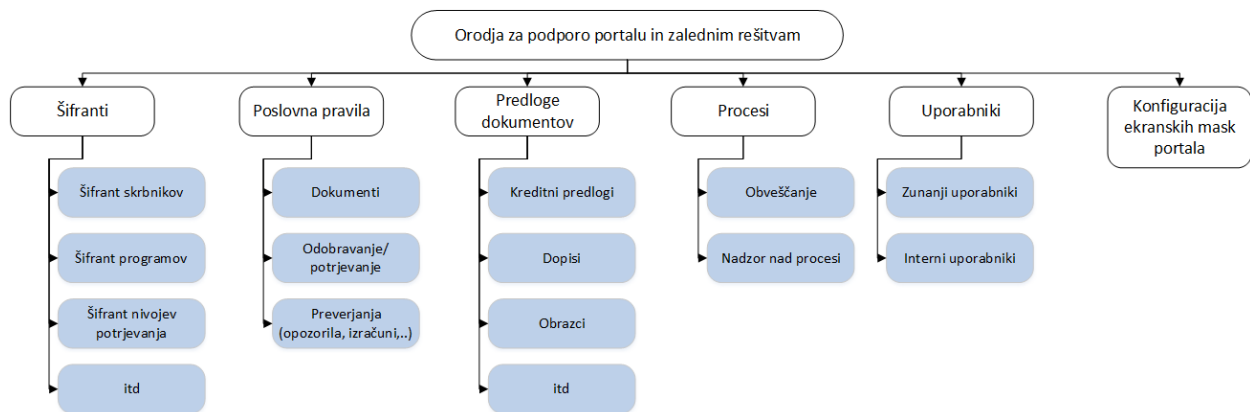 Orodja za podporo portalu in zalednim rešitvam
Šifranti
Poslovna pravila
Predloge
dokumentov
Procesi
Uporabniki
Konfiguracija
ekranskih mask
portala
Šifrant skrbnikov
Šifrant programov
Šifrant nivojev
potrjevanja
itd
Dokumenti
Odobravanje/
potrjevanje
Preverjanja
(opozorila, izračuni,..)
Kreditni predlogi
Dopisi
Obrazci
itd
Obveščanje
Nadzor nad procesi
Zunanji uporabniki
Interni uporabniki